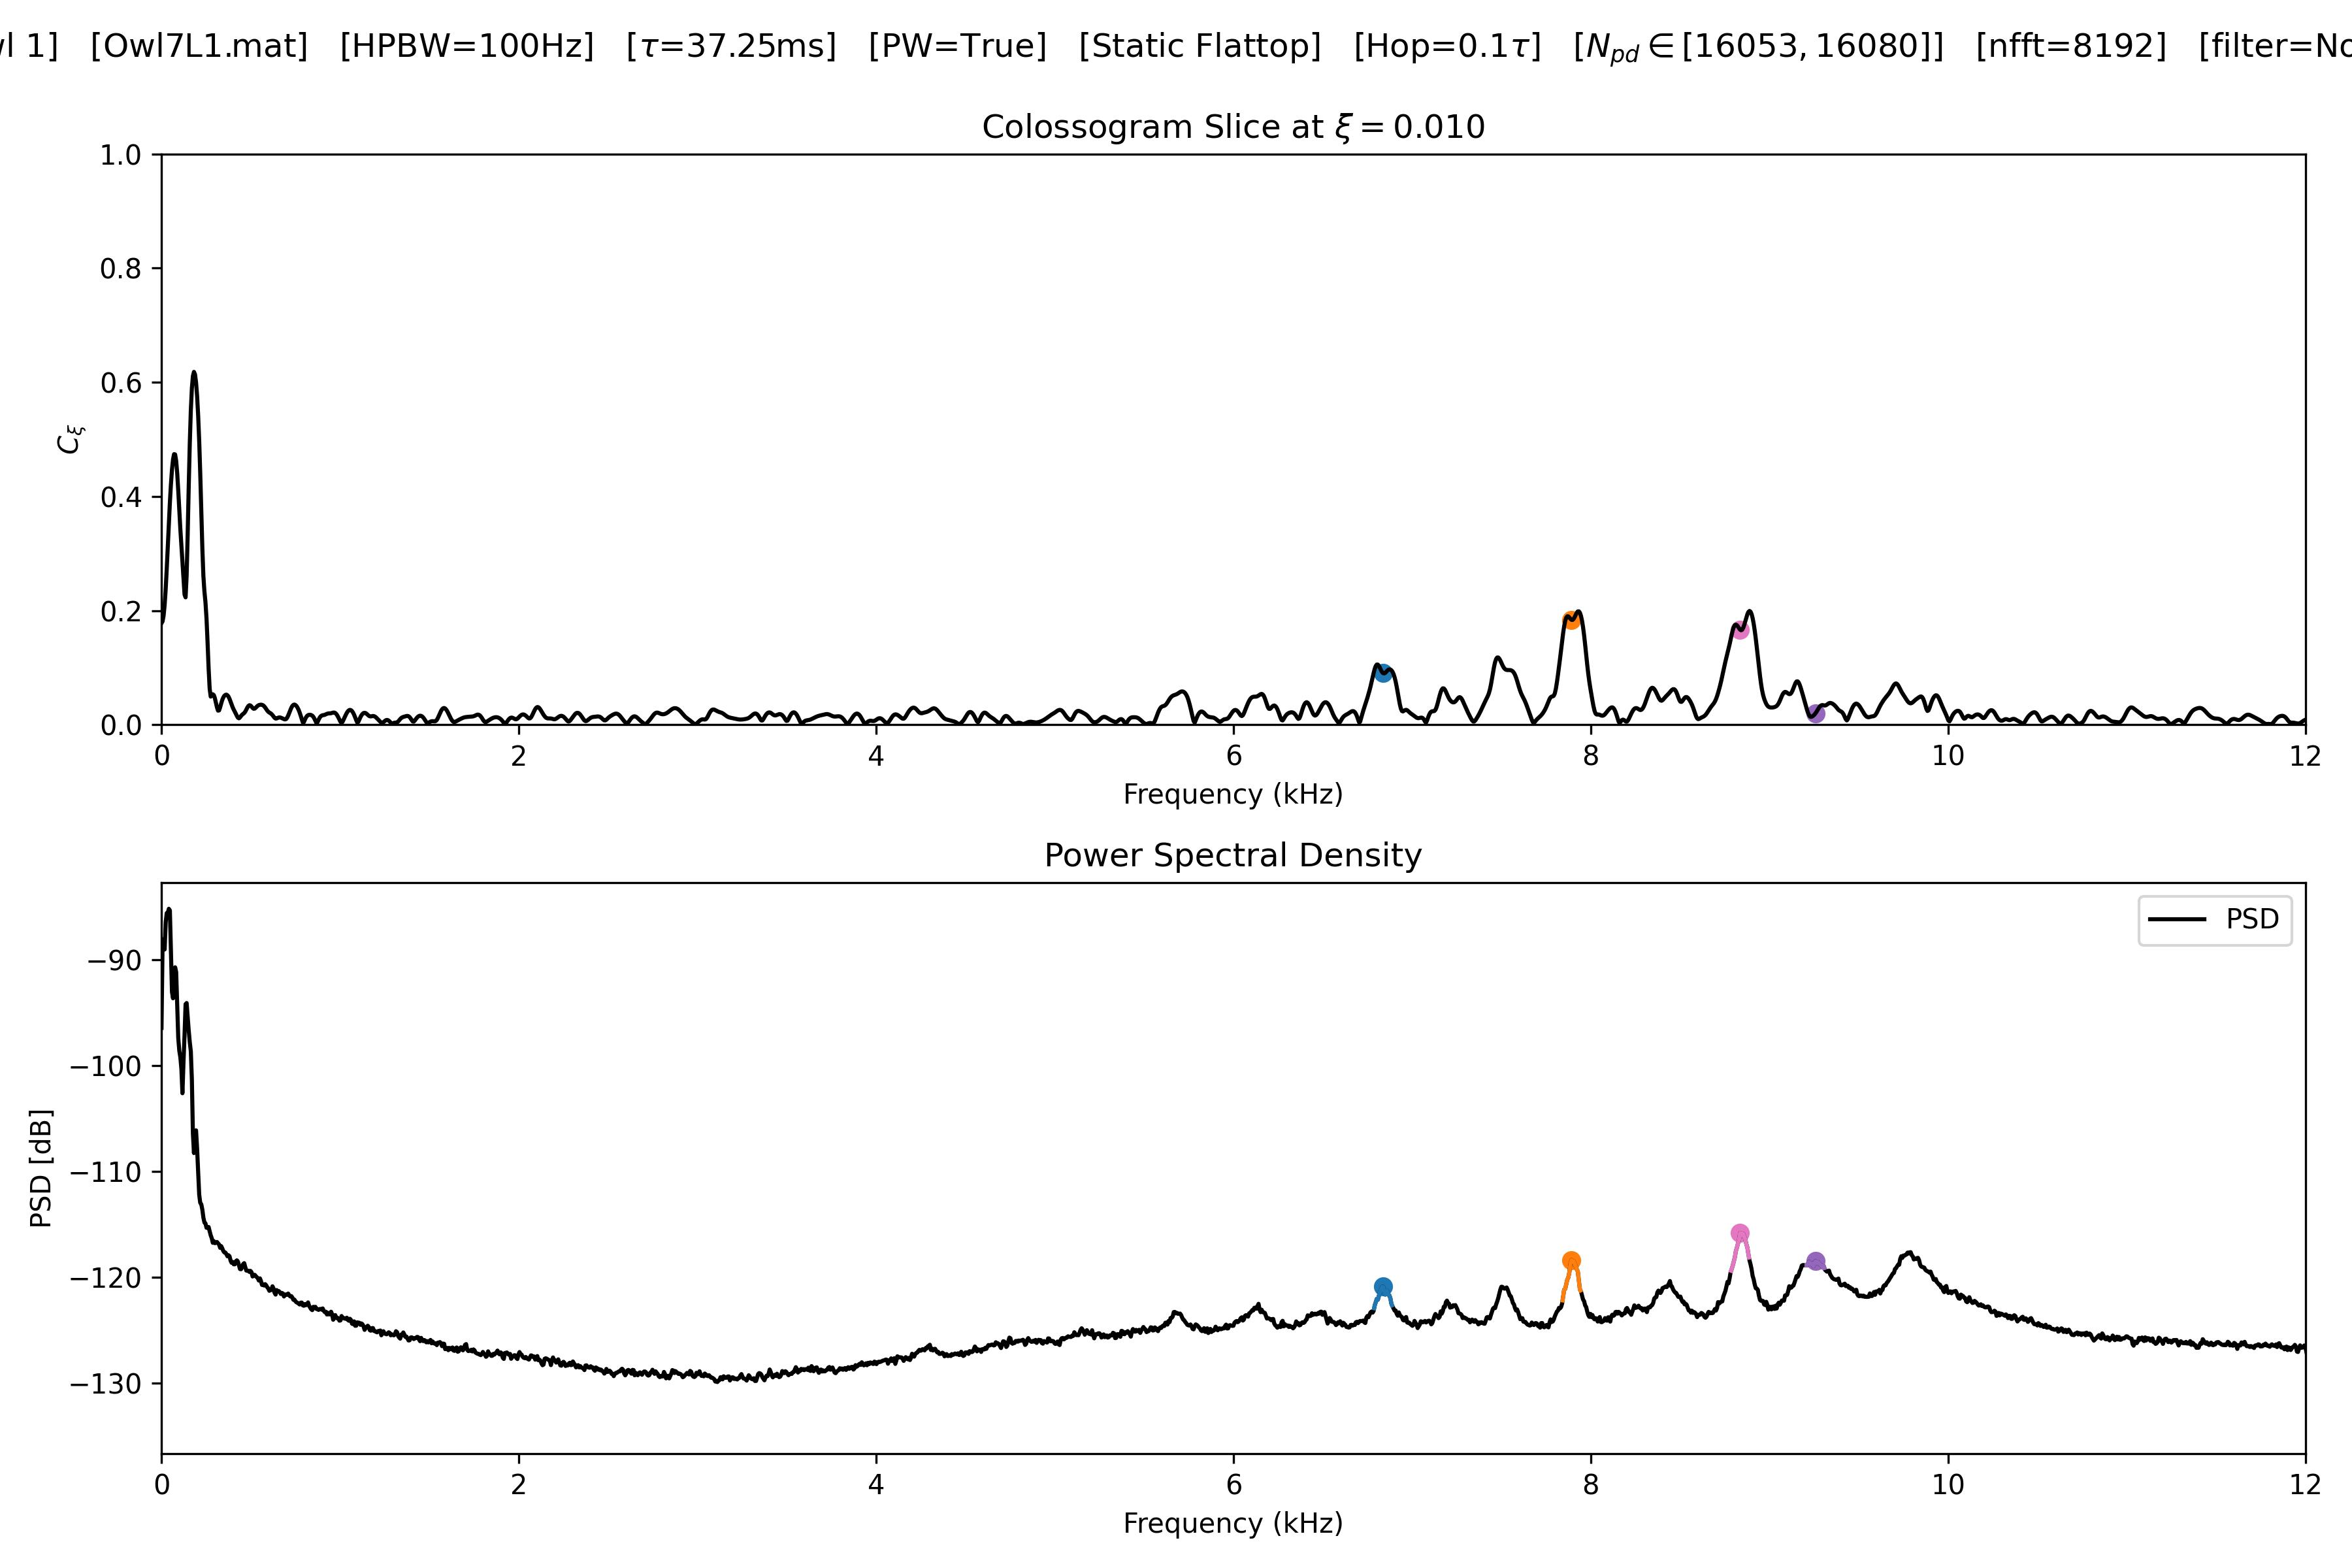 1] [Owl7L1.mat] [HPBW=100Hz] [τ=37.25ms] [PW=True] [Static Flattop] [Hop=0.1τ] [N_pd ∈ [16053, 16080]] [nfft=8192] [filter=No
Colossogram Slice at ξ = 0.010
1.0
0.8
0.6
0.4
0.2
0.0
C_ξ
0 2 4 6 8 10 12
Frequency (kHz)
Power Spectral Density
PSD
−90
−100
−110
−120
−130
PSD [dB]
0 2 4 6 8 10 12
Frequency (kHz)